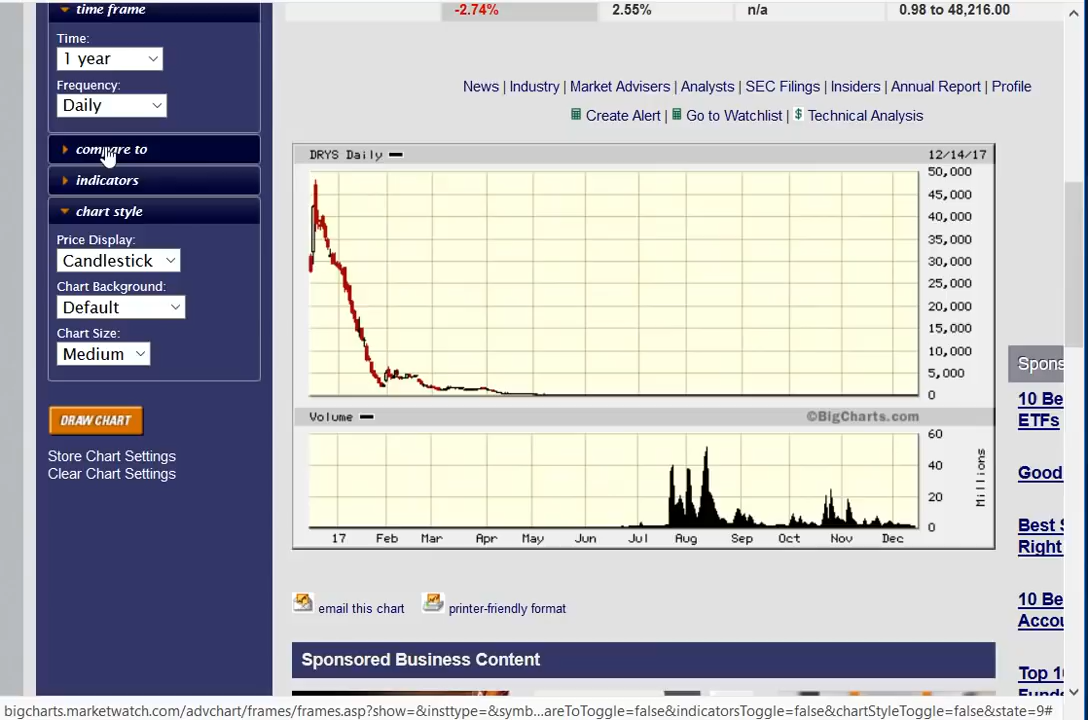 time frame
Time:
1 year
Frequency:
Daily
compare to
indicators
chart style
Price Display:
Candlestick
Chart Background:
Default
Chart Size:
Medium
DRAW CHART
Store Chart Settings
Clear Chart Settings
-2.74% 2.55% n/a 0.98 to 48,216.00
News | Industry | Market Advisers | Analysts | SEC Filings | Insiders | Annual Report | Profile
Create Alert | Go to Watchlist | $ Technical Analysis
DRYS Daily 12/14/17
50,000
45,000
40,000
35,000
30,000
25,000
20,000
15,000
10,000
5,000
0
Volume ©BigCharts.com
60
40
20
0
Millions
17 Feb Mar Apr May Jun Jul Aug Sep Oct Nov Dec
email this chart printer-friendly format
Sponsored Business Content
Spons
10 Be
ETFs
Good
Best S
Right
10 Be
Accou
Top 1
bigcharts.marketwatch.com/advchart/frames/frames.asp?show=&insttype=&symb...areToToggle=false&indicatorsToggle=false&chartStyleToggle=false&state=9#